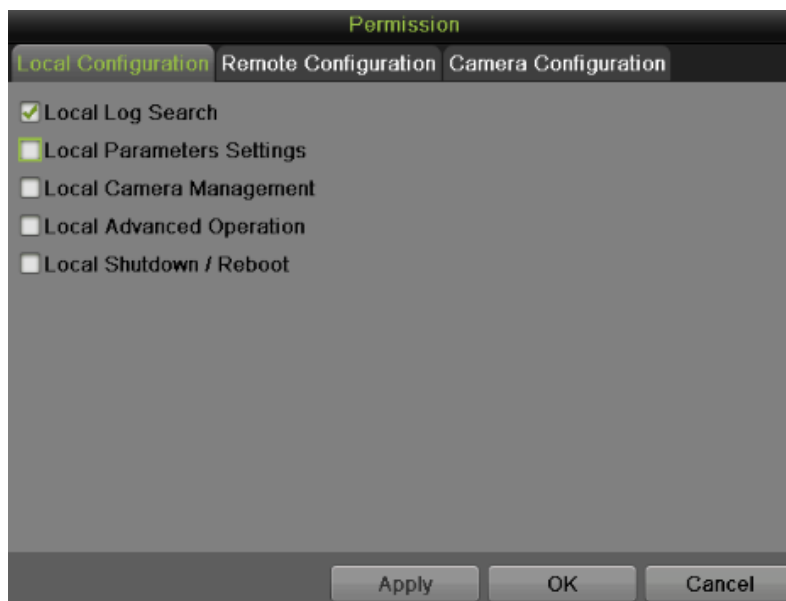 Permission
Local Configuration Remote Configuration Camera Configuration
Local Log Search
Local Parameters Settings
Local Camera Management
Local Advanced Operation
Local Shutdown / Reboot
Apply OK Cancel